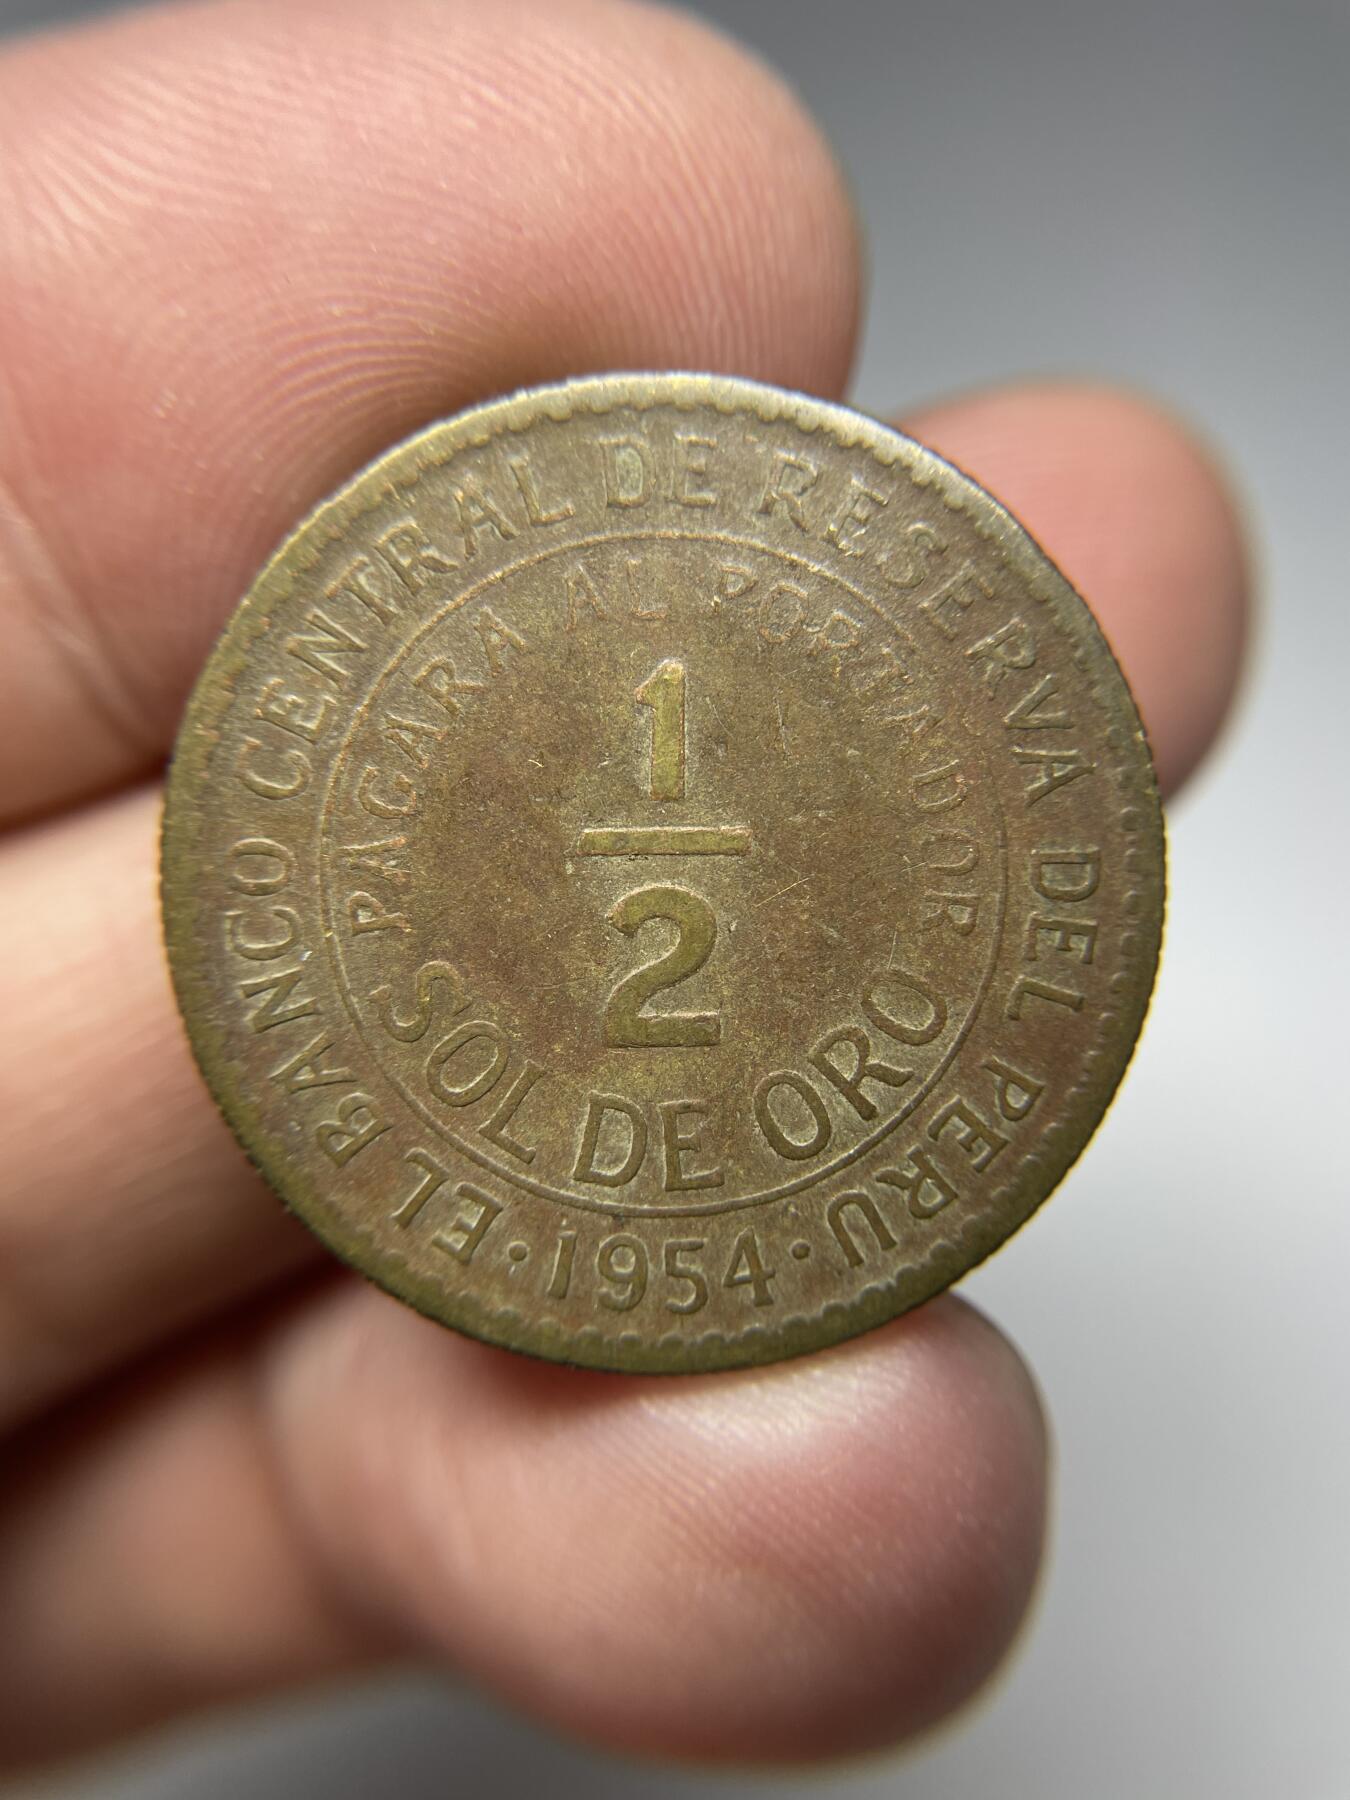 EL BANCO CENTRAL DE RESERVA DEL PERU
PAGARA AL PORTADOR
1
2
SOL DE ORO
·1954·